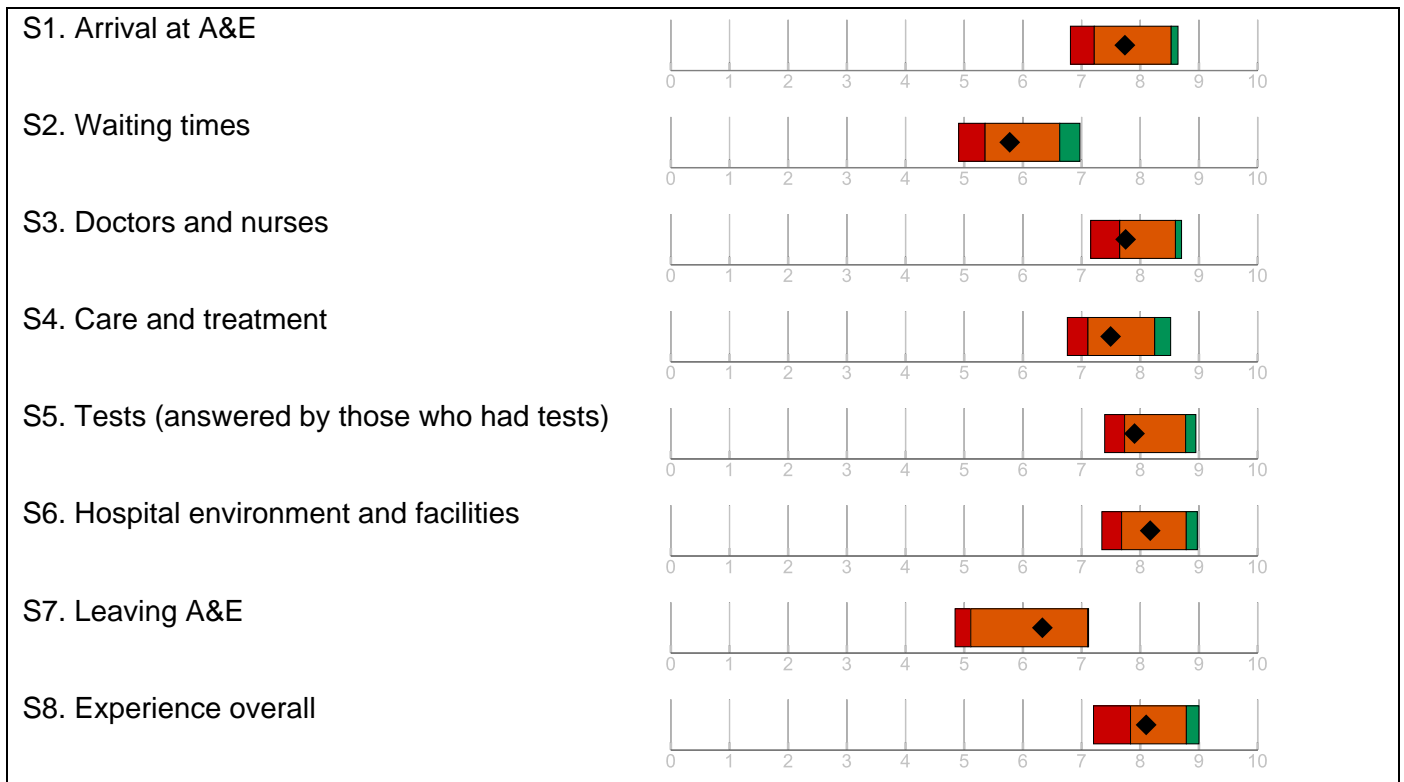 S1. Arrival at A&E
0 1 2 3 4 5 6 7 8 9 10
S2. Waiting times
0 1 2 3 4 5 6 7 8 9 10
S3. Doctors and nurses
0 1 2 3 4 5 6 7 8 9 10
S4. Care and treatment
0 1 2 3 4 5 6 7 8 9 10
S5. Tests (answered by those who had tests)
0 1 2 3 4 5 6 7 8 9 10
S6. Hospital environment and facilities
0 1 2 3 4 5 6 7 8 9 10
S7. Leaving A&E
0 1 2 3 4 5 6 7 8 9 10
S8. Experience overall
0 1 2 3 4 5 6 7 8 9 10